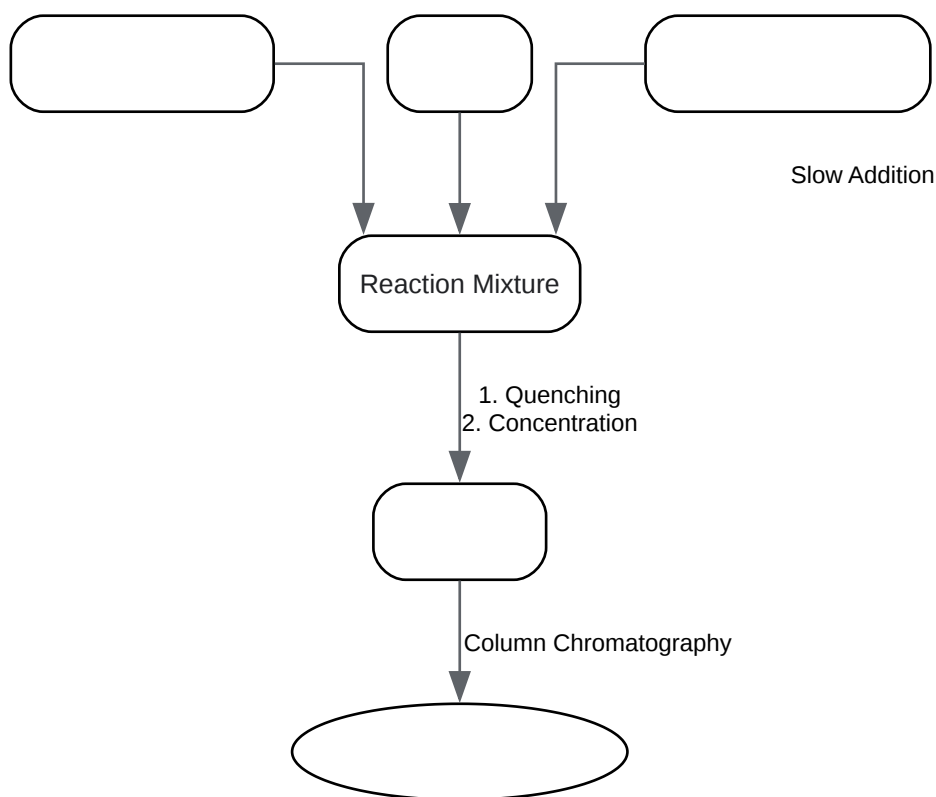 Slow Addition
Reaction Mixture
1. Quenching
2. Concentration
Column Chromatography